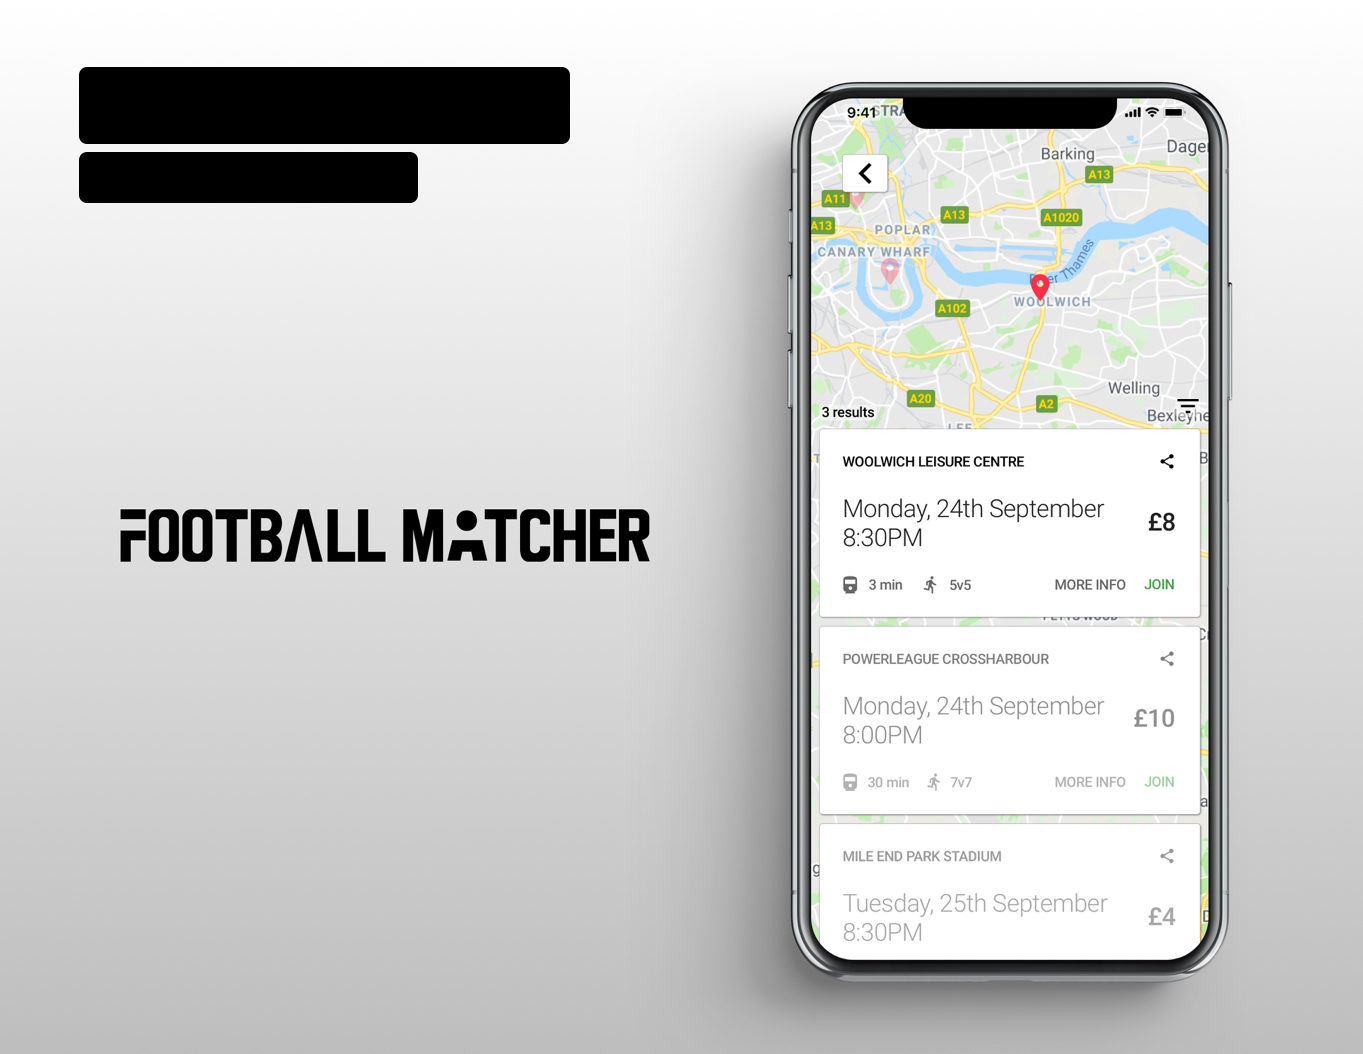 FOOTBALL MATCHER
9:41
Barking
A13
A11
A13
A1020
A13
POPLAR
CANARY WHARF
River Thames
WOOLWICH
A102
Welling
A20
A2
3 results
LEE
WOOLWICH LEISURE CENTRE
Monday, 24th September
8:30PM
£8
3 min
5v5
MORE INFO
JOIN
POWERLEAGUE CROSSHARBOUR
Monday, 24th September
8:00PM
£10
30 min
7v7
MORE INFO
JOIN
MILE END PARK STADIUM
Tuesday, 25th September
8:30PM
£4